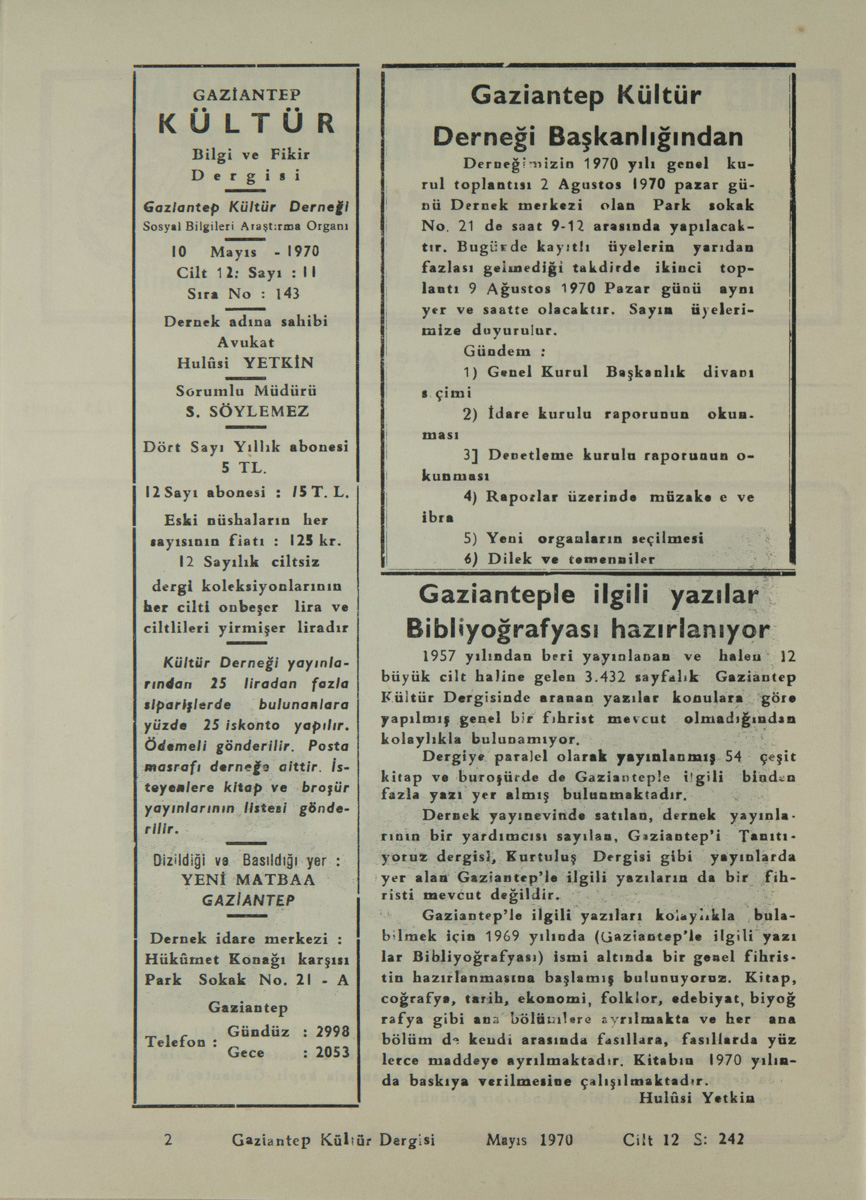 GAZİANTEP
KÜLTÜR
Bilgi ve Fikir
Dergisi
Gaziantep Kültür Derneği
Sosyal Bilgileri Araştırma Organı
10 Mayıs - 1970
Cilt 12: Sayı : 11
Sıra No : 143
Dernek adına sahibi
Avukat
Hulûsi YETKİN
Sorumlu Müdürü
S. SÖYLEMEZ
Dört Sayı Yıllık abonesi
5 TL.
12 Sayı abonesi : 15 T. L.
Eski nüshaların her
sayısının fiatı : 125 kr.
12 Sayılık ciltsiz
dergi koleksiyonlarının
her cilti onbeşer lira ve
ciltlileri yirmişer liradır
Kültür Derneği yayınla-
rından 25 liradan fazla
siparişlerde bulunanlara
yüzde 25 iskonto yapılır.
Ödemeli gönderilir. Posta
masrafı derneğe aittir. İs-
teyenlere kitap ve broşür
yayınlarının listesi gönde-
rilir.
Dizildiği ve Basıldığı yer :
YENİ MATBAA
GAZİANTEP
Dernek idare merkezi :
Hükûmet Konağı karşısı
Park Sokak No. 21 - A
Gaziantep
Telefon : Gündüz : 2998
Gece : 2053
Gaziantep Kültür
Derneği Başkanlığından
Derneğimizin 1970 yılı genel ku-
rul toplantısı 2 Agustos 1970 pazar gü-
nü Dernek merkezi olan Park sokak
No. 21 de saat 9-12 arasında yapılacak-
tır. Bugünde kayıtlı üyelerin yarıdan
fazlası gelmediği takdirde ikinci top-
lantı 9 Ağustos 1970 Pazar günü aynı
yer ve saatte olacaktır. Sayın üyeleri-
mize duyurulur.
Gündem :
1) Genel Kurul Başkanlık divanı
s çimi
2) İdare kurulu raporunun okun-
ması
3] Denetleme kurulu raporunun o-
kunması
4) Raporlar üzerinde müzake e ve
ibra
5) Yeni organların seçilmesi
6) Dilek ve temenniler
Gazianteple ilgili yazılar
Bibliyoğrafyası hazırlanıyor
1957 yılından beri yayınlanan ve halen 12
büyük cilt haline gelen 3.432 sayfalık Gaziantep
Kültür Dergisinde aranan yazılar konulara göre
yapılmış genel bir fıhrist mevcut olmadığından
kolaylıkla bulunamıyor.
Dergiye paralel olarak yayınlanmış 54 çeşit
kitap ve buroşürde de Gazianteple ilgili binden
fazla yazı yer almış bulunmaktadır.
Dernek yayınevinde satılan, dernek yayınla-
rının bir yardımcısı sayılan, Gaziantep'i Tanıtı-
yoruz dergisi, Kurtuluş Dergisi gibi yayınlarda
yer alan Gaziantep'le ilgili yazıların da bir fih-
risti mevcut değildir.
Gaziantep'le ilgili yazıları kolaylıkla bula-
bilmek için 1969 yılında (Gaziantep'le ilgili yazı
lar Bibliyoğrafyası) ismi altında bir genel fihris-
tin hazırlanmasına başlamış bulunuyoruz. Kitap,
coğrafya, tarih, ekonomi, folklor, edebiyat, biyoğ
rafya gibi ana bölümlere ayrılmakta ve her ana
bölüm de kendi arasında fasıllara, fasıllarda yüz
lerce maddeye ayrılmaktadır. Kitabın 1970 yılın-
da baskıya verilmesine çalışılmaktadır.
Hulûsi Yetkin
2 Gaziantep Kültür Dergisi Mayıs 1970 Cilt 12 S: 242